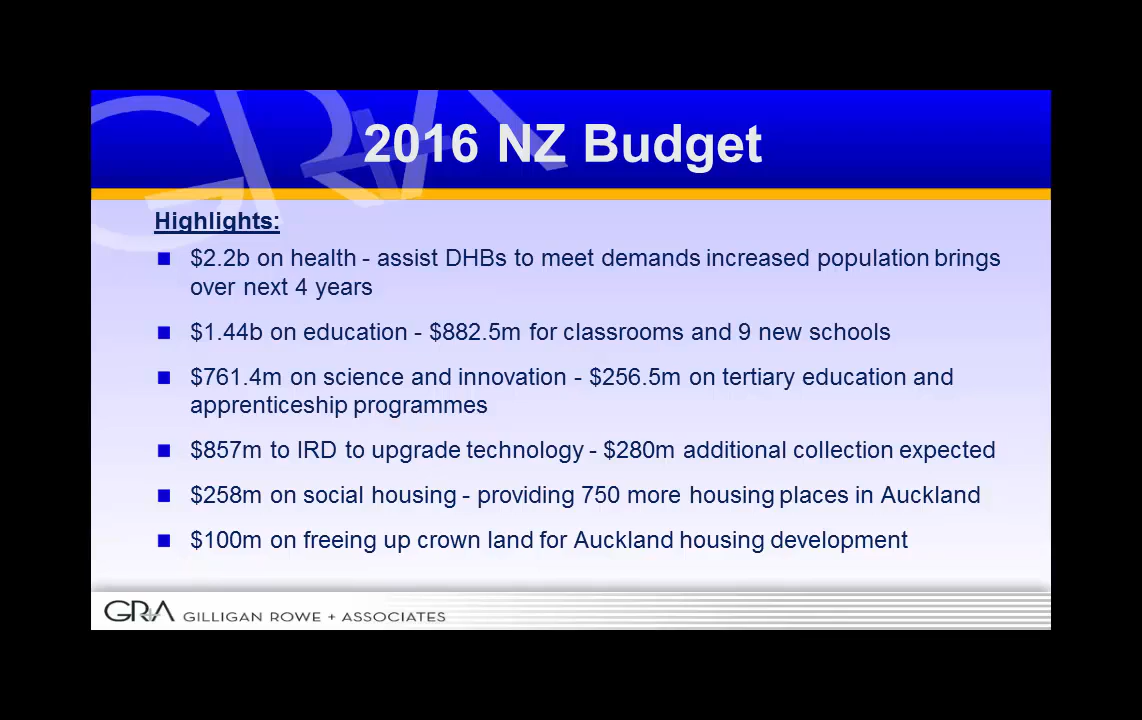 2016 NZ Budget
Highlights:
$2.2b on health - assist DHBs to meet demands increased population brings
over next 4 years
$1.44b on education - $882.5m for classrooms and 9 new schools
$761.4m on science and innovation - $256.5m on tertiary education and
apprenticeship programmes
$857m to IRD to upgrade technology - $280m additional collection expected
$258m on social housing - providing 750 more housing places in Auckland
$100m on freeing up crown land for Auckland housing development
GRA GILLIGAN ROWE + ASSOCIATES